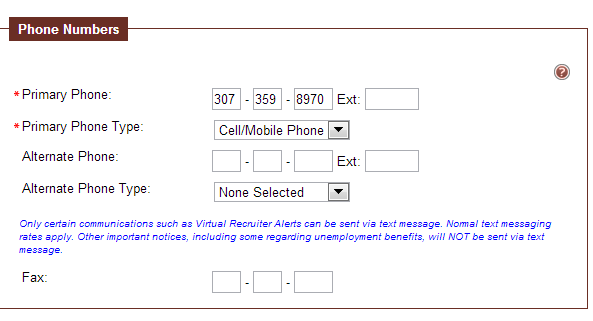 Phone Numbers
?
* Primary Phone: 307 - 359 - 8970 Ext:
* Primary Phone Type: Cell/Mobile Phone
Alternate Phone: - - Ext:
Alternate Phone Type: None Selected
Only certain communications such as Virtual Recruiter Alerts can be sent via text message. Normal text messaging
rates apply. Other important notices, including some regarding unemployment benefits, will NOT be sent via text
message.
Fax: - -